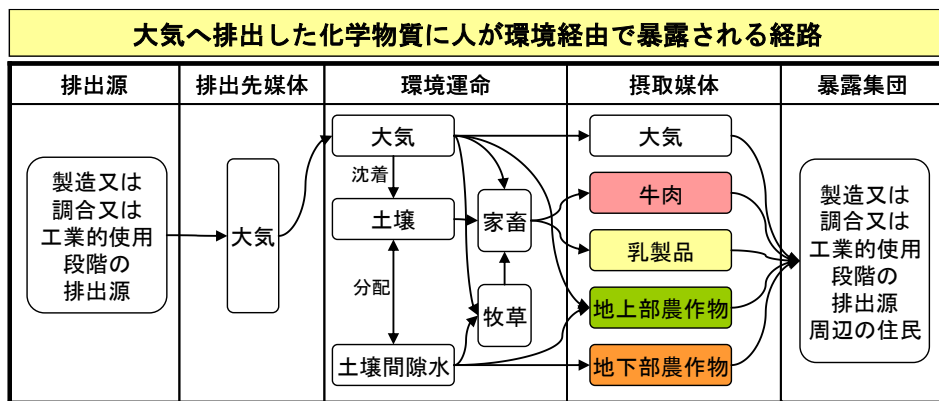 大気へ排出した化学物質に人が環境経由で暴露される経路
排出源
排出先媒体
環境運命
摂取媒体
暴露集団
製造又は
調合又は
工業的使用
段階の
排出源
大気
大気
沈着
土壌
分配
土壌間隙水
家畜
牧草
大気
牛肉
乳製品
地上部農作物
地下部農作物
製造又は
調合又は
工業的使用
段階の
排出源
周辺の住民